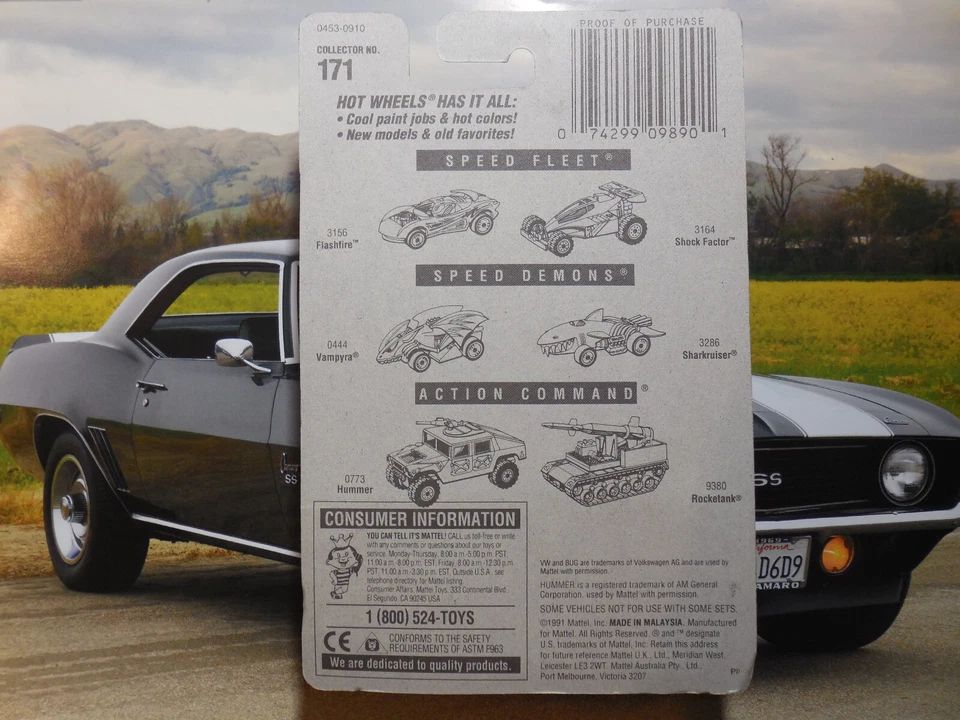 0453-0910
COLLECTOR NO.
171
PROOF OF PURCHASE
0 74299 09890 1
HOT WHEELS® HAS IT ALL:
• Cool paint jobs & hot colors!
• New models & old favorites!
SPEED FLEET®
3156
Flashfire™
3164
Shock Factor™
SPEED DEMONS®
0444
Vampyra®
3286
Sharkruiser®
ACTION COMMAND®
0773
Hummer
9380
Rocketank®
CONSUMER INFORMATION
YOU CAN TELL IT'S MATTEL! CALL us toll-free or write
with any comments or questions about our toys or
service. Monday-Thursday, 8:00 a.m.-5:00 p.m. PST,
11:00 a.m.-8:00 p.m. EST; Friday, 8:00 a.m.-12:30 p.m.
PST, 11:00 a.m.-3:30 p.m. EST. Outside U.S.A., see
telephone directory for Mattel listing.
Consumer Affairs, Mattel Toys, 333 Continental Blvd.,
El Segundo, CA 90245 USA
1 (800) 524-TOYS
CE
CONFORMS TO THE SAFETY
REQUIREMENTS OF ASTM F963
We are dedicated to quality products.
VW and BUG are trademarks of Volkswagen AG and are used by
Mattel with permission.
HUMMER is a registered trademark of AM General
Corporation, used by Mattel with permission.
SOME VEHICLES NOT FOR USE WITH SOME SETS.
©1991 Mattel, Inc. MADE IN MALAYSIA. Manufactured
for Mattel. All Rights Reserved. ® and ™ designate
U.S. trademarks of Mattel, Inc. Retain this address
for future reference: Mattel U.K., Ltd., Meridian West,
Leicester LE3 2WT. Mattel Australia Pty., Ltd.,
Port Melbourne, Victoria 3207
SS
SS
1969
California
D6D9
CAMARO